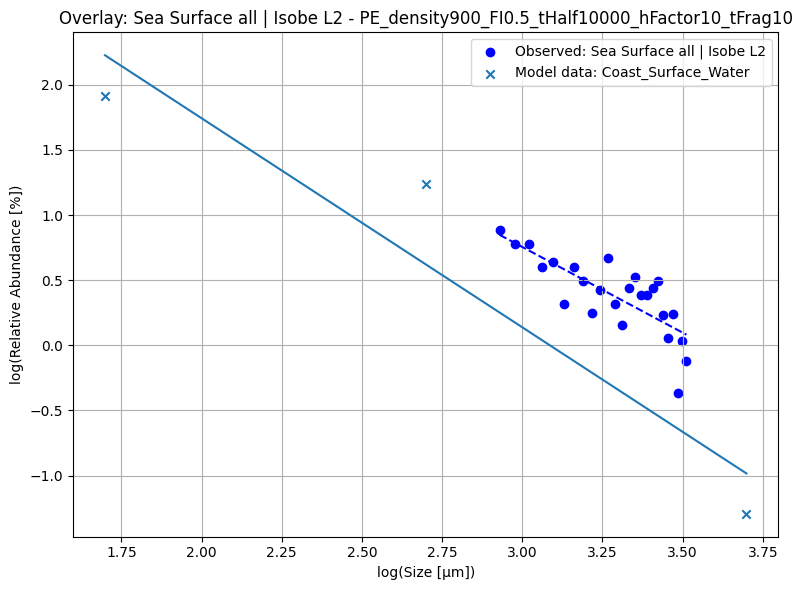 Overlay: Sea Surface all | Isobe L2 - PE_density900_FI0.5_tHalf10000_hFactor10_tFrag10
Observed: Sea Surface all | Isobe L2
Model data: Coast_Surface_Water
log(Relative Abundance [%])
2.0
1.5
1.0
0.5
0.0
−0.5
−1.0
1.75 2.00 2.25 2.50 2.75 3.00 3.25 3.50 3.75
log(Size [μm])